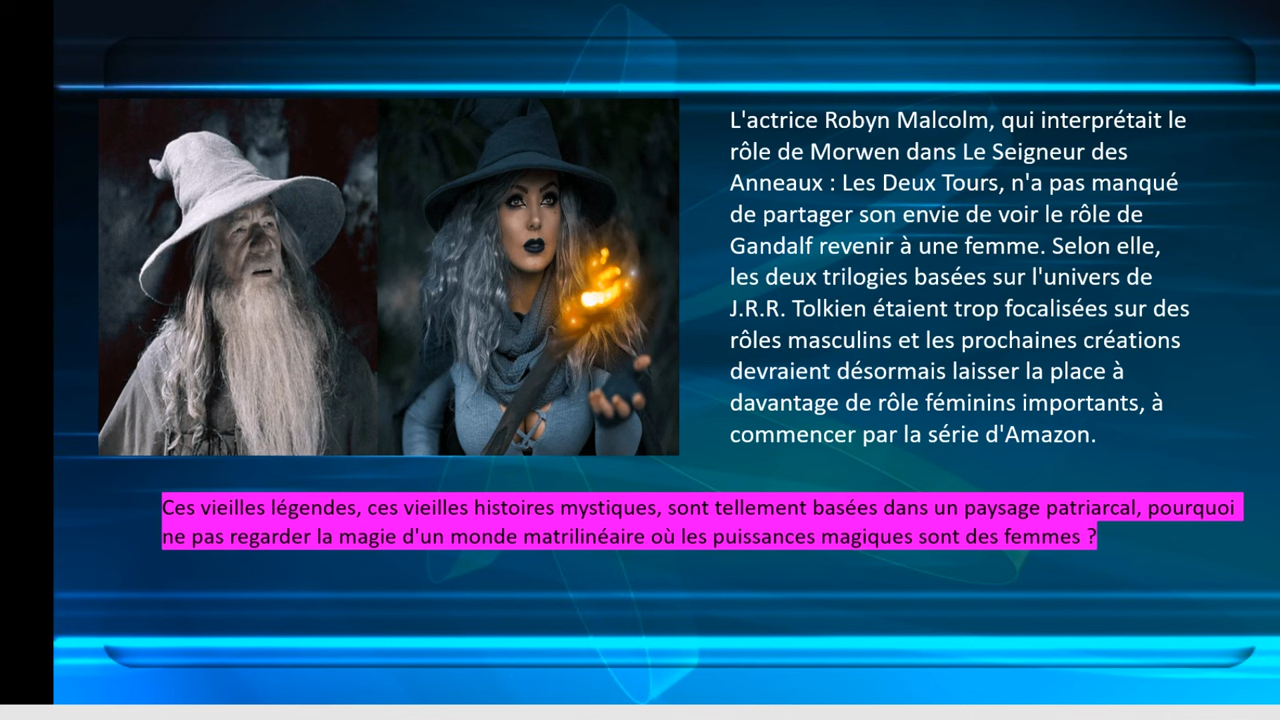 L'actrice Robyn Malcolm, qui interprétait le
rôle de Morwen dans Le Seigneur des
Anneaux : Les Deux Tours, n'a pas manqué
de partager son envie de voir le rôle de
Gandalf revenir à une femme. Selon elle,
les deux trilogies basées sur l'univers de
J.R.R. Tolkien étaient trop focalisées sur des
rôles masculins et les prochaines créations
devraient désormais laisser la place à
davantage de rôle féminins importants, à
commencer par la série d'Amazon.
Ces vieilles légendes, ces vieilles histoires mystiques, sont tellement basées dans un paysage patriarcal, pourquoi
ne pas regarder la magie d'un monde matrilinéaire où les puissances magiques sont des femmes ?